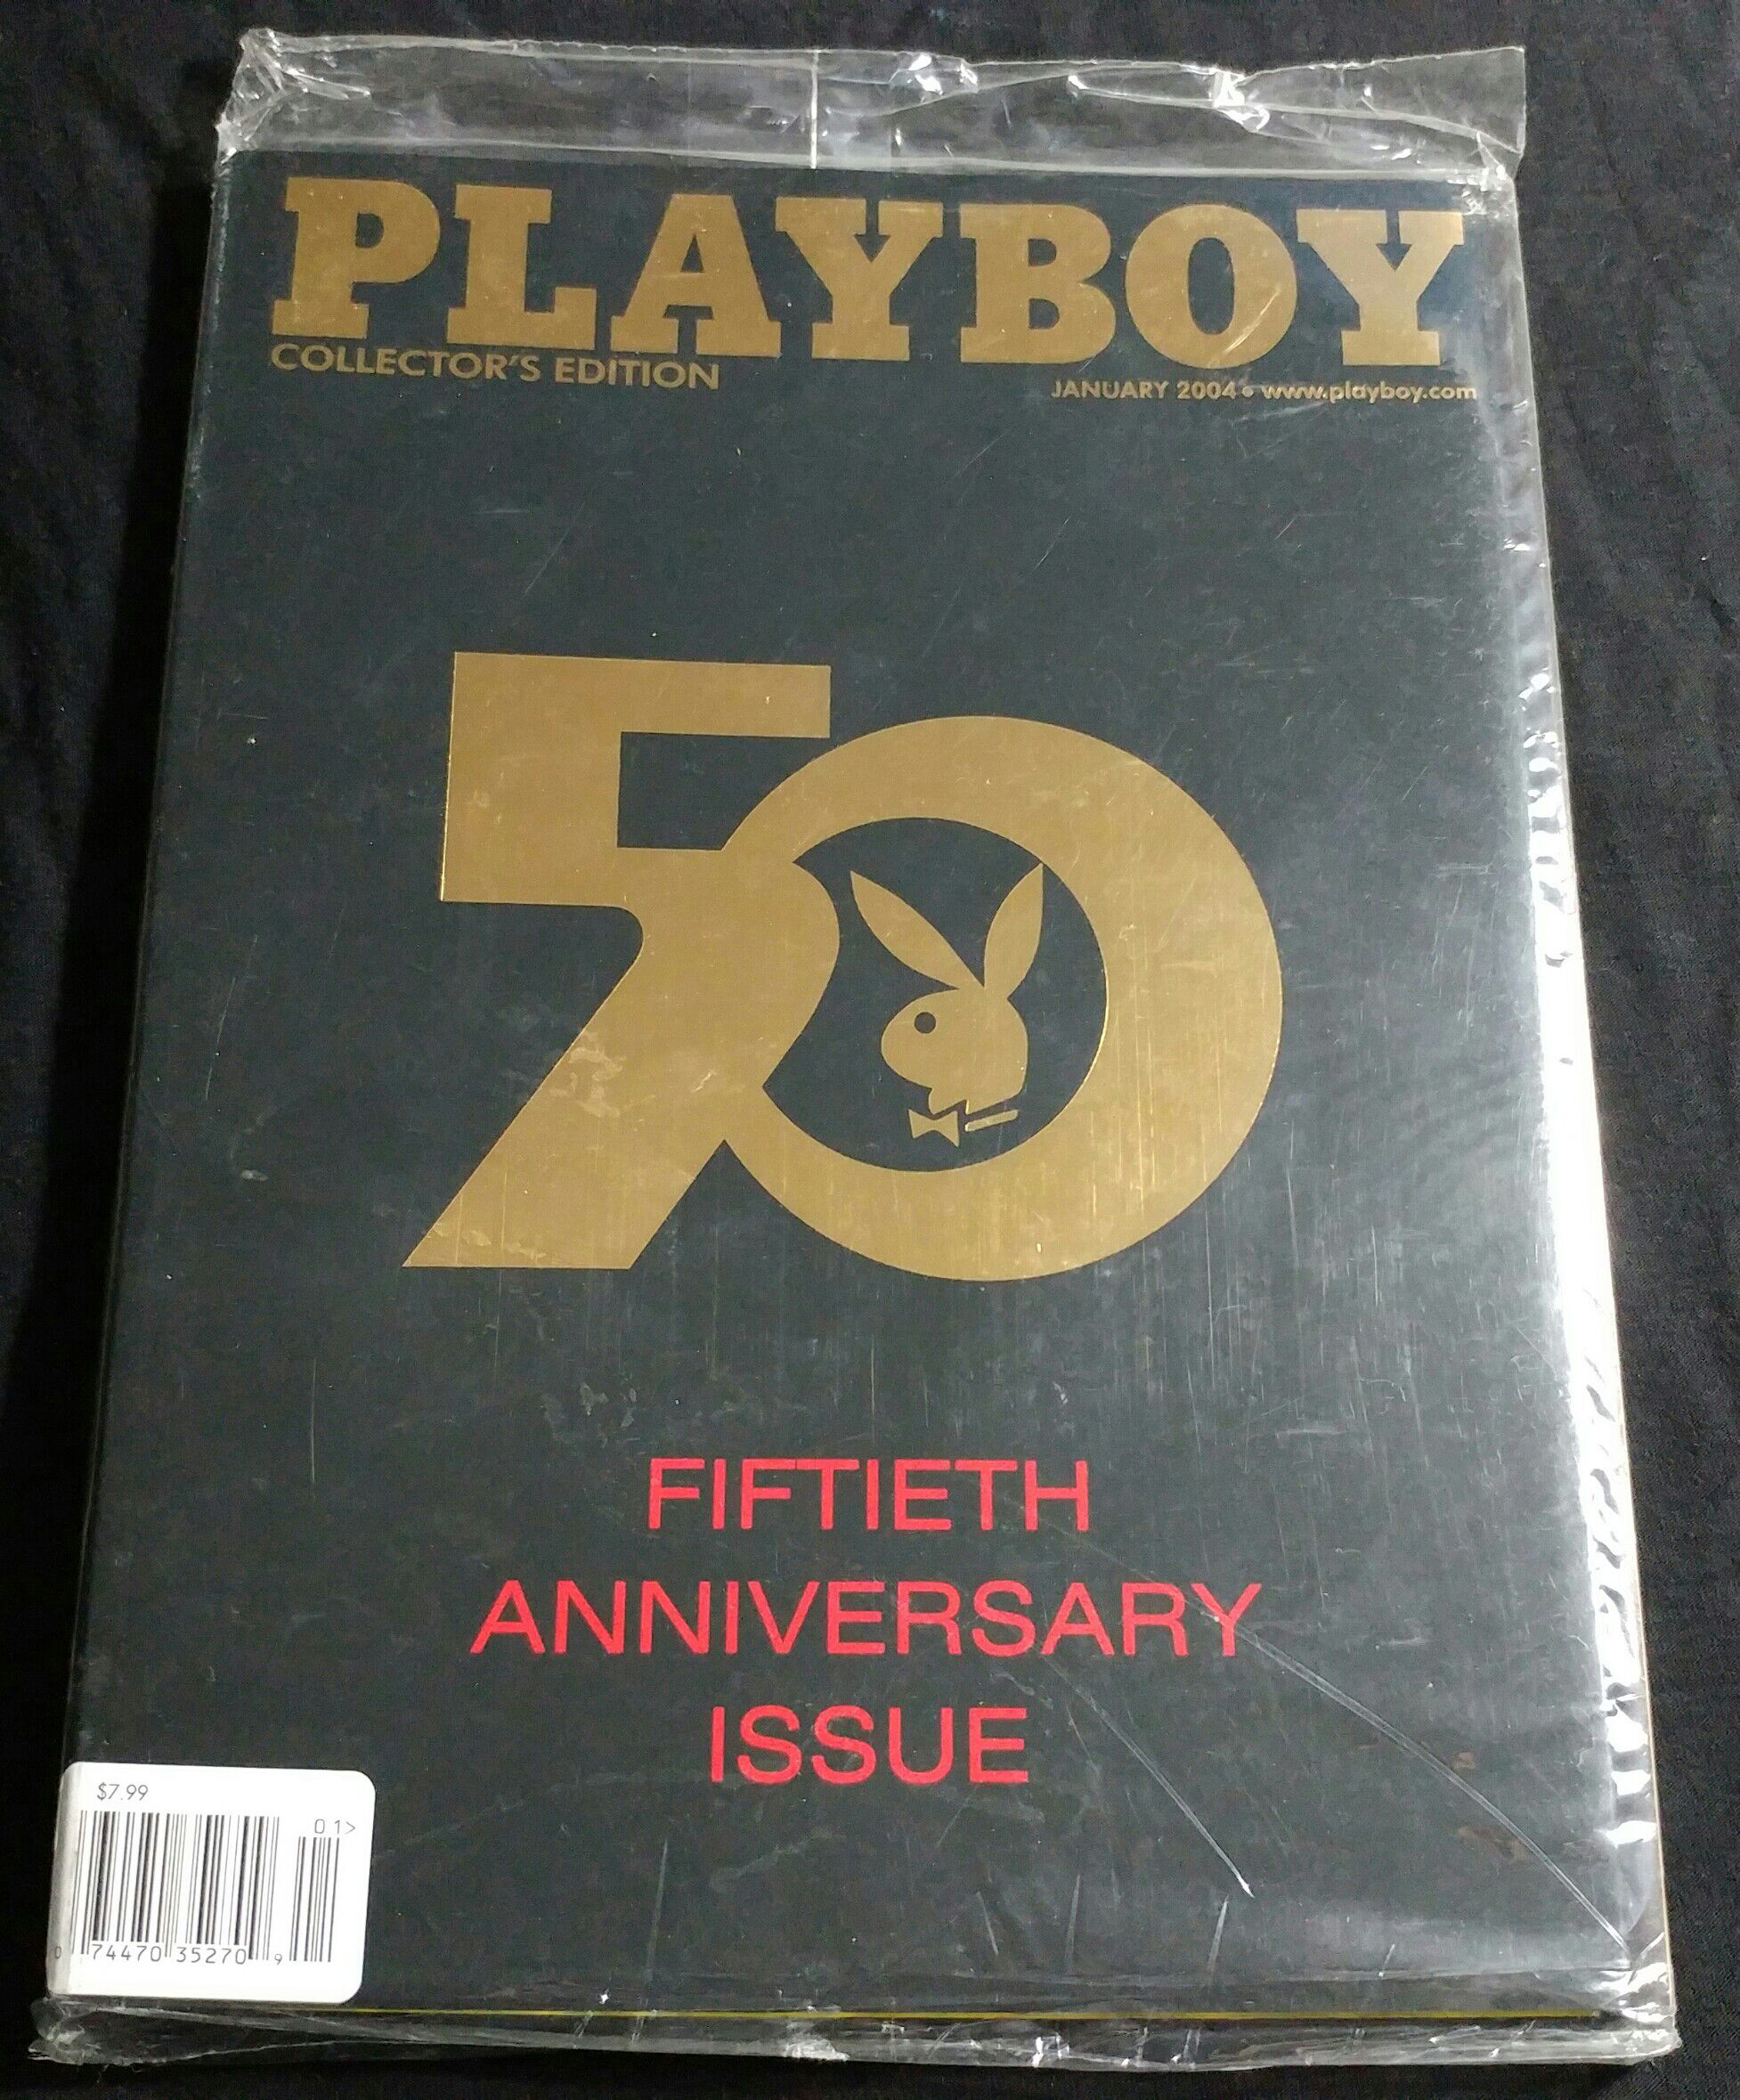 PLAYBOY
COLLECTOR'S EDITION
JANUARY 2004 • www.playboy.com
50
FIFTIETH
ANNIVERSARY
ISSUE
$7.99
01>
0 74470 35270 9